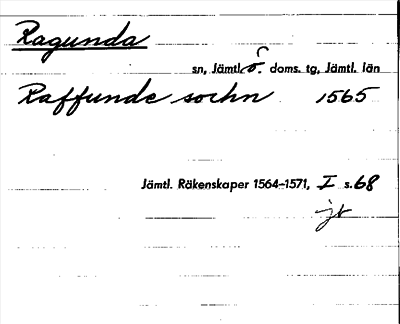 Ragunda
sn, Jämtl. ö. doms. tg, Jämtl. län
Raffunde sochn 1565
Jämtl. Räkenskaper 1564–1571, I s. 68